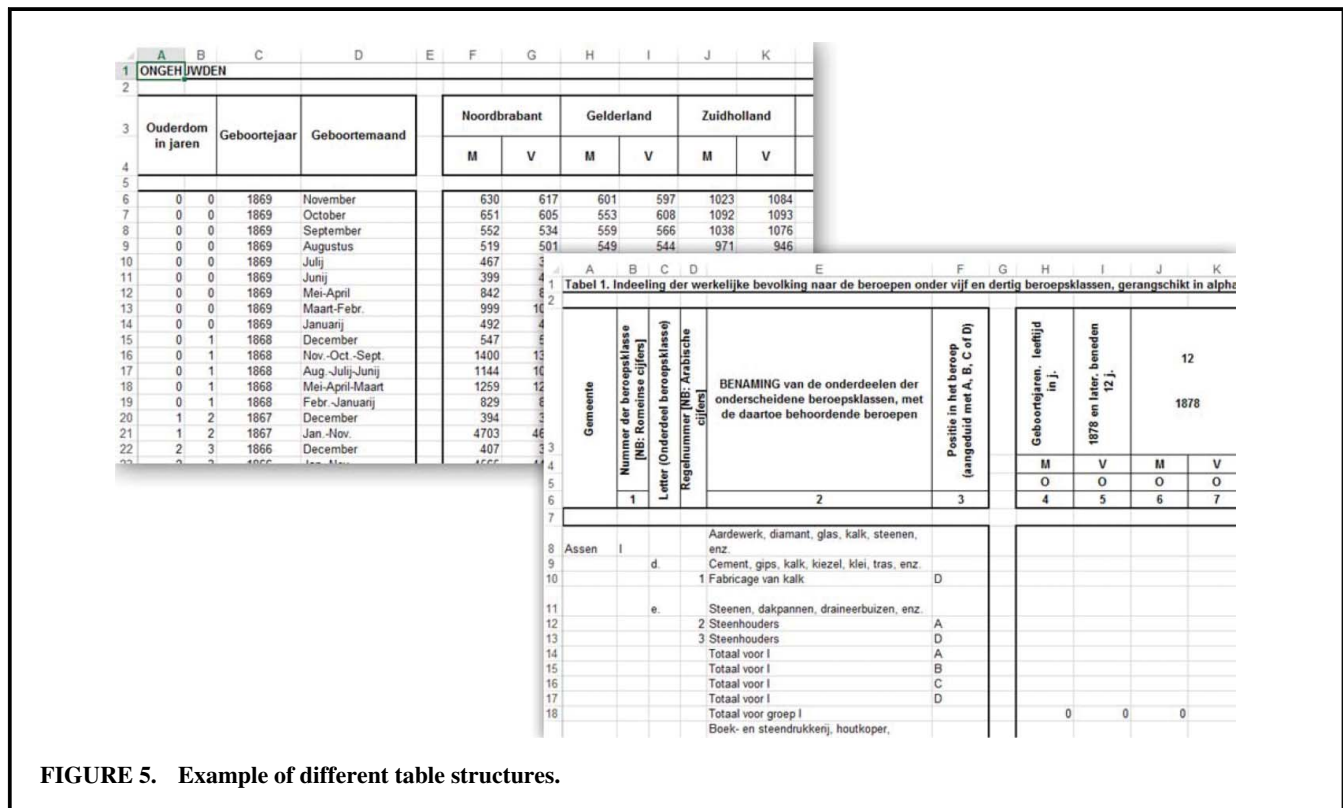 A B C D E F G H I J K
1 ONGEHUWDEN
2
3 Ouderdom in jaren Geboortejaar Geboortemaand Noordbrabant Gelderland Zuidholland
4 M V M V M V
5
6 0 0 1869 November 630 617 601 597 1023 1084
7 0 0 1869 October 651 605 553 608 1092 1093
8 0 0 1869 September 552 534 559 566 1038 1076
9 0 0 1869 Augustus 519 501 549 544 971 946
10 0 0 1869 Julij 467
11 0 0 1869 Junij 399
12 0 0 1869 Mei-April 842
13 0 0 1869 Maart-Febr. 999
14 0 0 1869 Januarij 492
15 0 1 1868 December 547
16 0 1 1868 Nov.-Oct.-Sept. 1400
17 0 1 1868 Aug.-Julij-Junij 1144
18 0 1 1868 Mei-April-Maart 1259
19 0 1 1868 Febr.-Januarij 829
20 1 2 1867 December 394
21 1 2 1867 Jan.-Nov. 4703
22 2 3 1866 December 407
A B C D E F G H I J K
1 Tabel 1. Indeeling der werkelijke bevolking naar de beroepen onder vijf en dertig beroepsklassen, gerangschikt in alpha
2
Gemeente
Nummer der beroepsklasse
[NB: Romeinse cijfers]
Letter (Onderdeel beroepsklasse)
Regelnummer [NB: Arabische
cijfers]
BENAMING van de onderdeelen der
onderscheidene beroepsklassen, met
de daartoe behoordende beroepen
Positie in het beroep
(aangeduid met A, B, C of D)
Geboortejaren. leeftijd
in j.
1878 en later, beneden
12 j.
12
1878
3
4 M V M V
5 O O O O
6 1 2 3 4 5 6 7
7
Aardewerk, diamant, glas, kalk, steenen,
8 Assen I enz.
9 d. Cement, gips, kalk, kiezel, klei, tras, enz.
10 1 Fabricage van kalk D
11 e. Steenen, dakpannen, draineerbuizen, enz.
12 2 Steenhouders A
13 3 Steenhouders D
14 Totaal voor I A
15 Totaal voor I B
16 Totaal voor I C
17 Totaal voor I D
18 Totaal voor groep I 0 0 0
Boek- en steendrukkerij, houtkoper,
FIGURE 5. Example of different table structures.